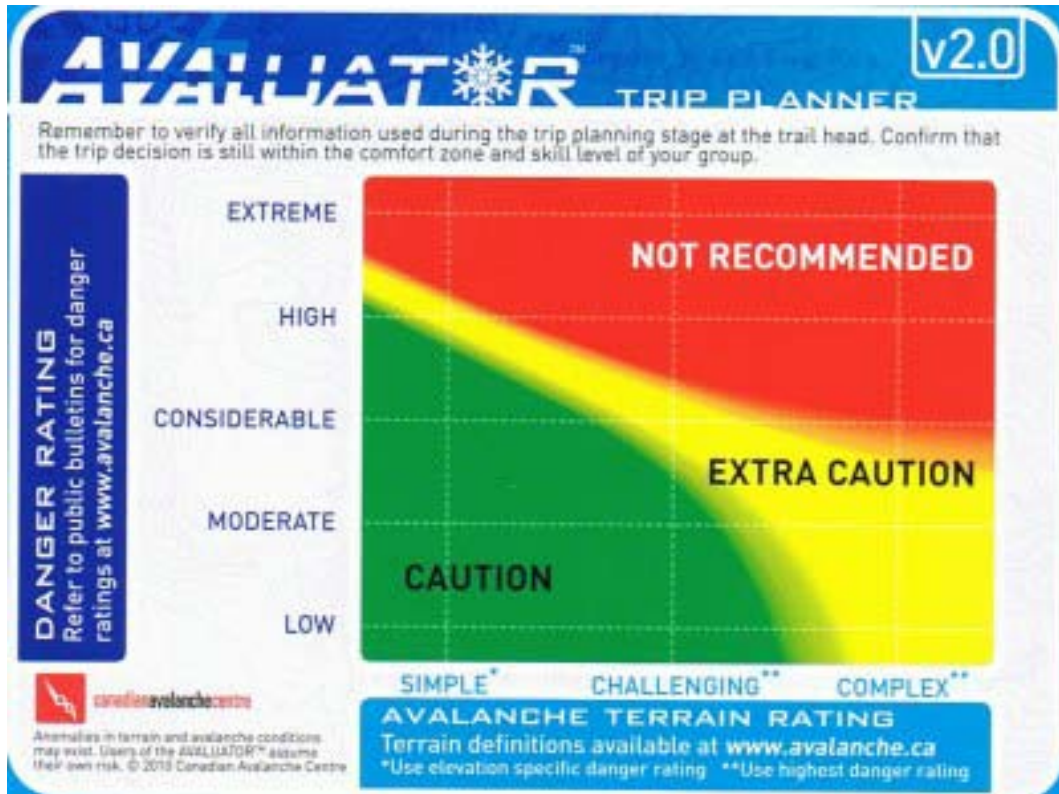 AVALUATOR™
v2.0
TRIP PLANNER
Remember to verify all information used during the trip planning stage at the trail head. Confirm that
the trip decision is still within the comfort zone and skill level of your group.
DANGER RATING
Refer to public bulletins for danger
ratings at www.avalanche.ca
EXTREME
HIGH
CONSIDERABLE
MODERATE
LOW
NOT RECOMMENDED
EXTRA CAUTION
CAUTION
SIMPLE* CHALLENGING** COMPLEX**
AVALANCHE TERRAIN RATING
Terrain definitions available at www.avalanche.ca
*Use elevation specific danger rating **Use highest danger rating
canadianavalanchecentre
Anomalies in terrain and avalanche conditions
may exist. Users of the AVALUATOR™ assume
their own risk. © 2010 Canadian Avalanche Centre